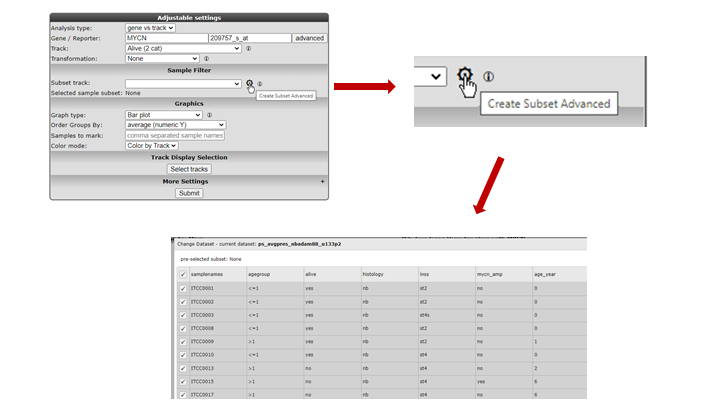 Adjustable settings
Analysis type: gene vs track
Gene / Reporter: MYCN 209757_s_at advanced
Track: Alive (2 cat)
Transformation: None
Sample Filter
Subset track:
Selected sample subset: None
Create Subset Advanced
Graphics
Graph type: Bar plot
Order Groups By: average (numeric Y)
Samples to mark: comma separated sample names
Color mode: Color by Track
Track Display Selection
Select tracks
More Settings +
Submit
Create Subset Advanced
Change Dataset - current dataset: ps_avgpres_nbadam88_u133p2
pre-selected subset: None
samplenames agegroup alive histology inss mycn_amp age_year
ITCC0001 <=1 yes nb st2 no 0
ITCC0002 <=1 yes nb st2 no 0
ITCC0003 <=1 yes nb st4s no 0
ITCC0008 <=1 yes nb st2 no 0
ITCC0009 >1 yes nb st2 no 1
ITCC0010 <=1 yes nb st4 no 0
ITCC0013 >1 no nb st4 no 2
ITCC0015 >1 no nb st4 yes 6
ITCC0017 >1 no nb st4 no 6